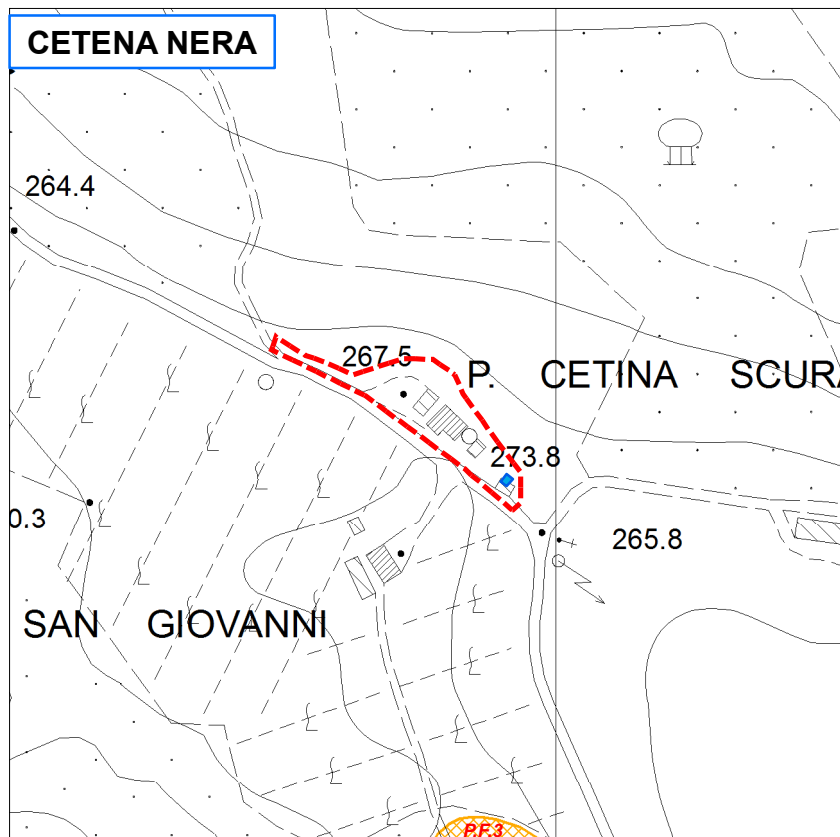 CETENA NERA
264.4
267.5
P. CETINA SCURA
273.8
0.3
265.8
SAN GIOVANNI
P.F.3